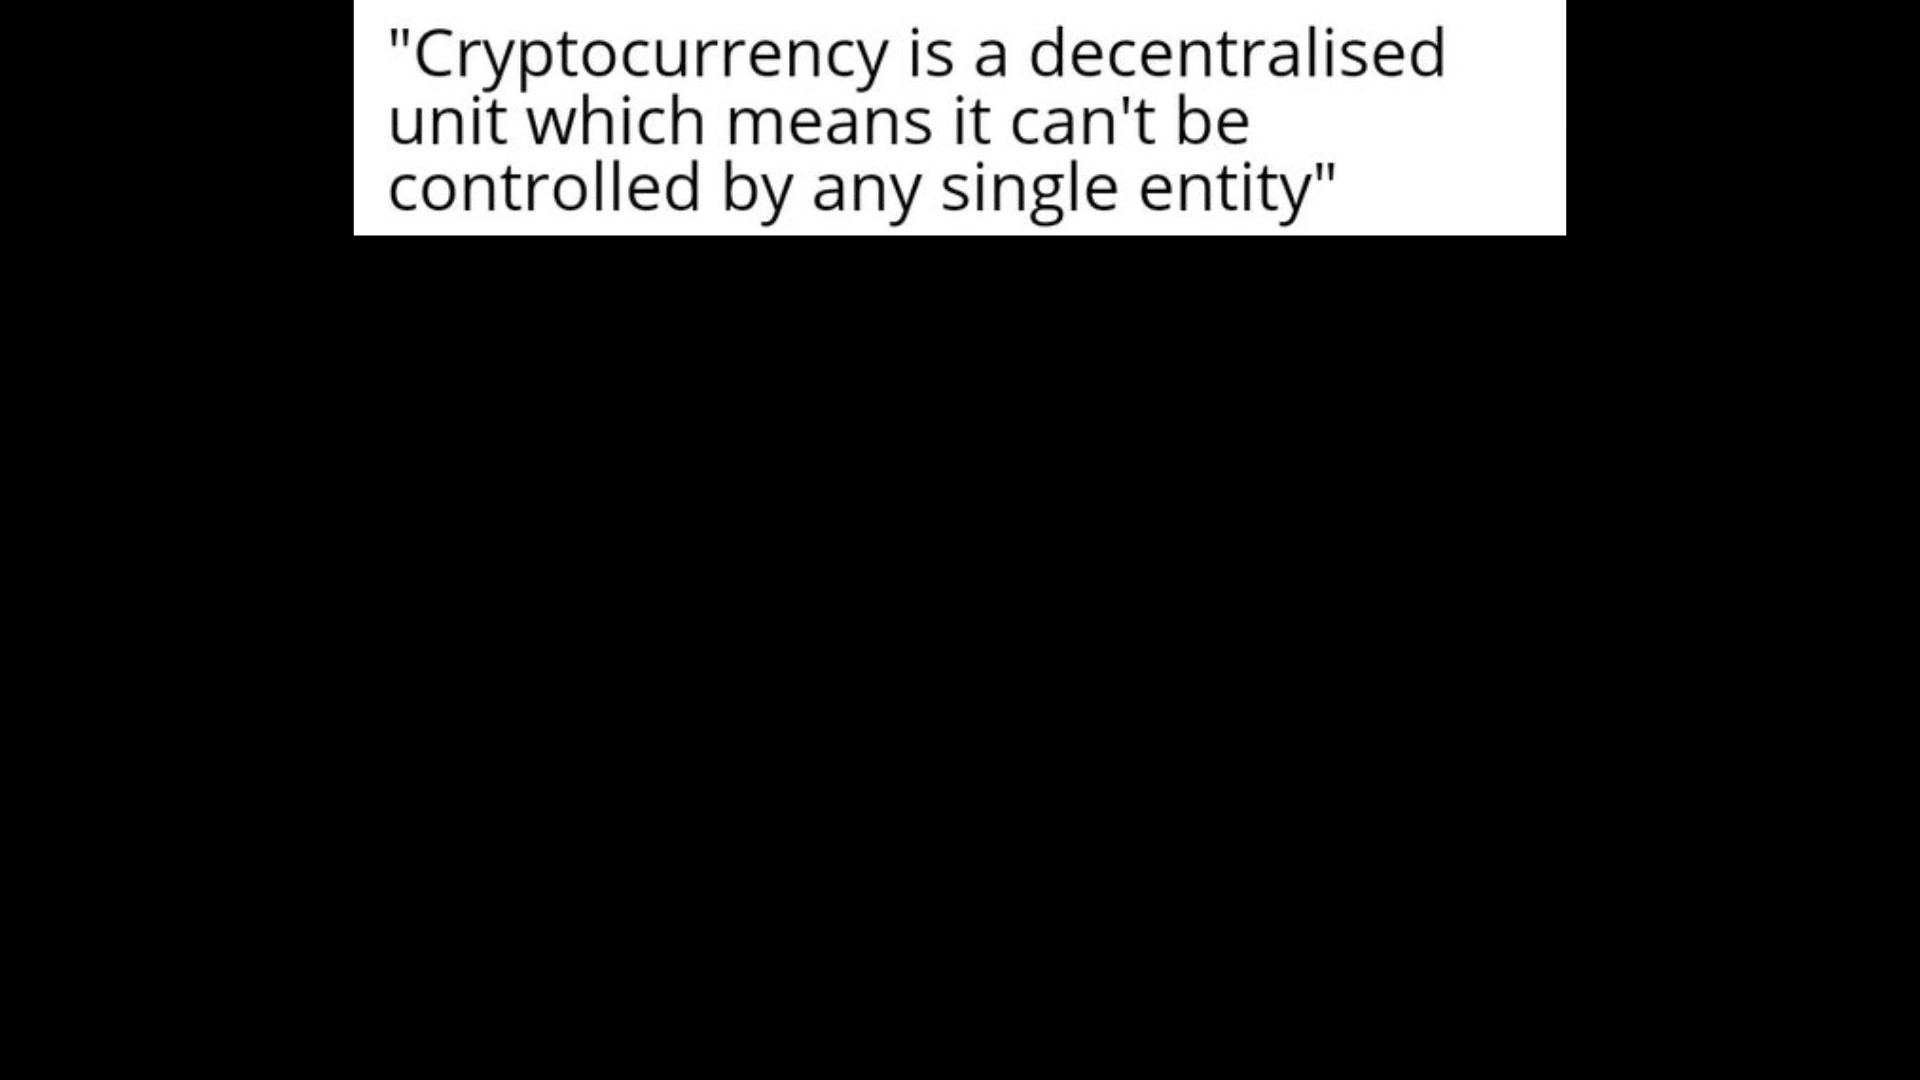 "Cryptocurrency is a decentralised
unit which means it can't be
controlled by any single entity"